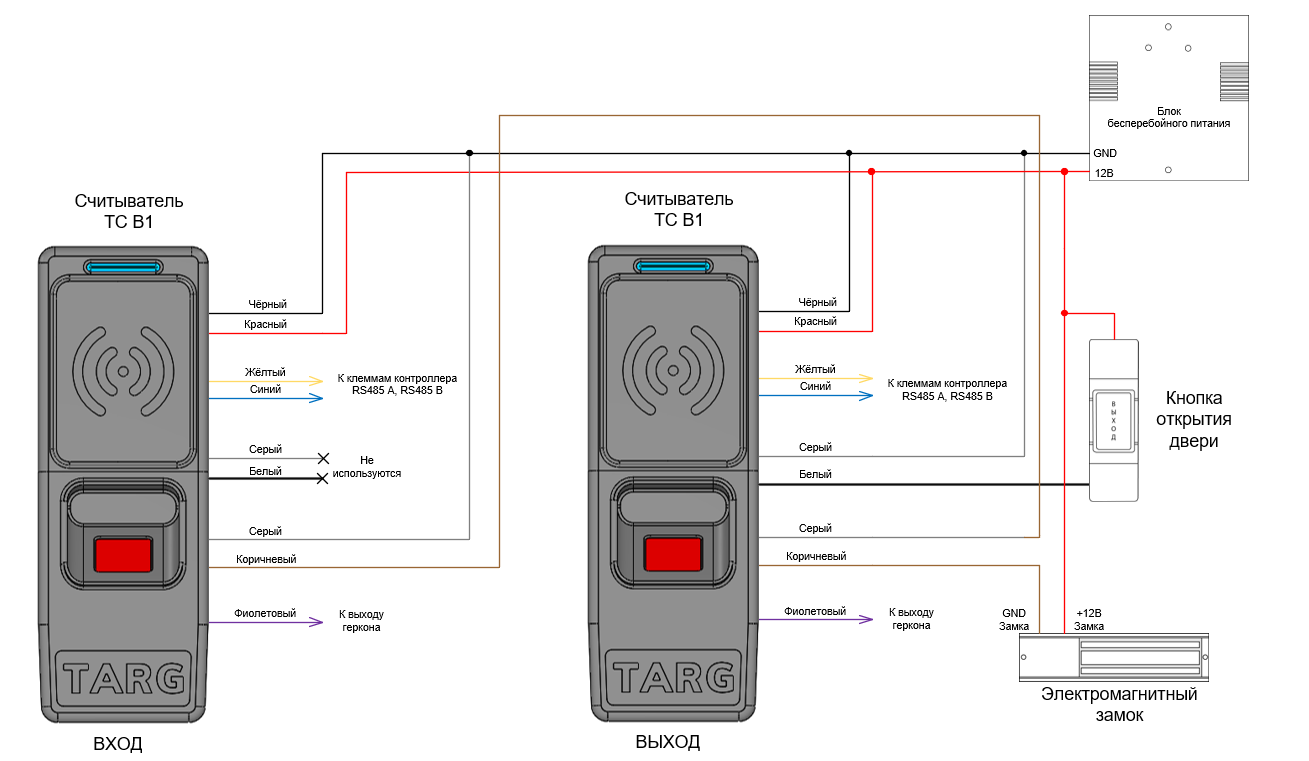 Блок
бесперебойного питания
GND
12В
Считыватель
ТС В1
Чёрный
Красный
Жёлтый
Синий
К клеммам контроллера
RS485 A, RS485 B
Серый
Белый
Не
используются
Серый
Коричневый
Фиолетовый
К выходу
геркона
TARG
ВХОД
Считыватель
ТС В1
Чёрный
Красный
Жёлтый
Синий
К клеммам контроллера
RS485 A, RS485 B
Серый
Белый
Серый
Коричневый
Фиолетовый
К выходу
геркона
TARG
ВЫХОД
ВЫХОД
Кнопка
открытия
двери
GND
Замка
+12В
Замка
Электромагнитный
замок